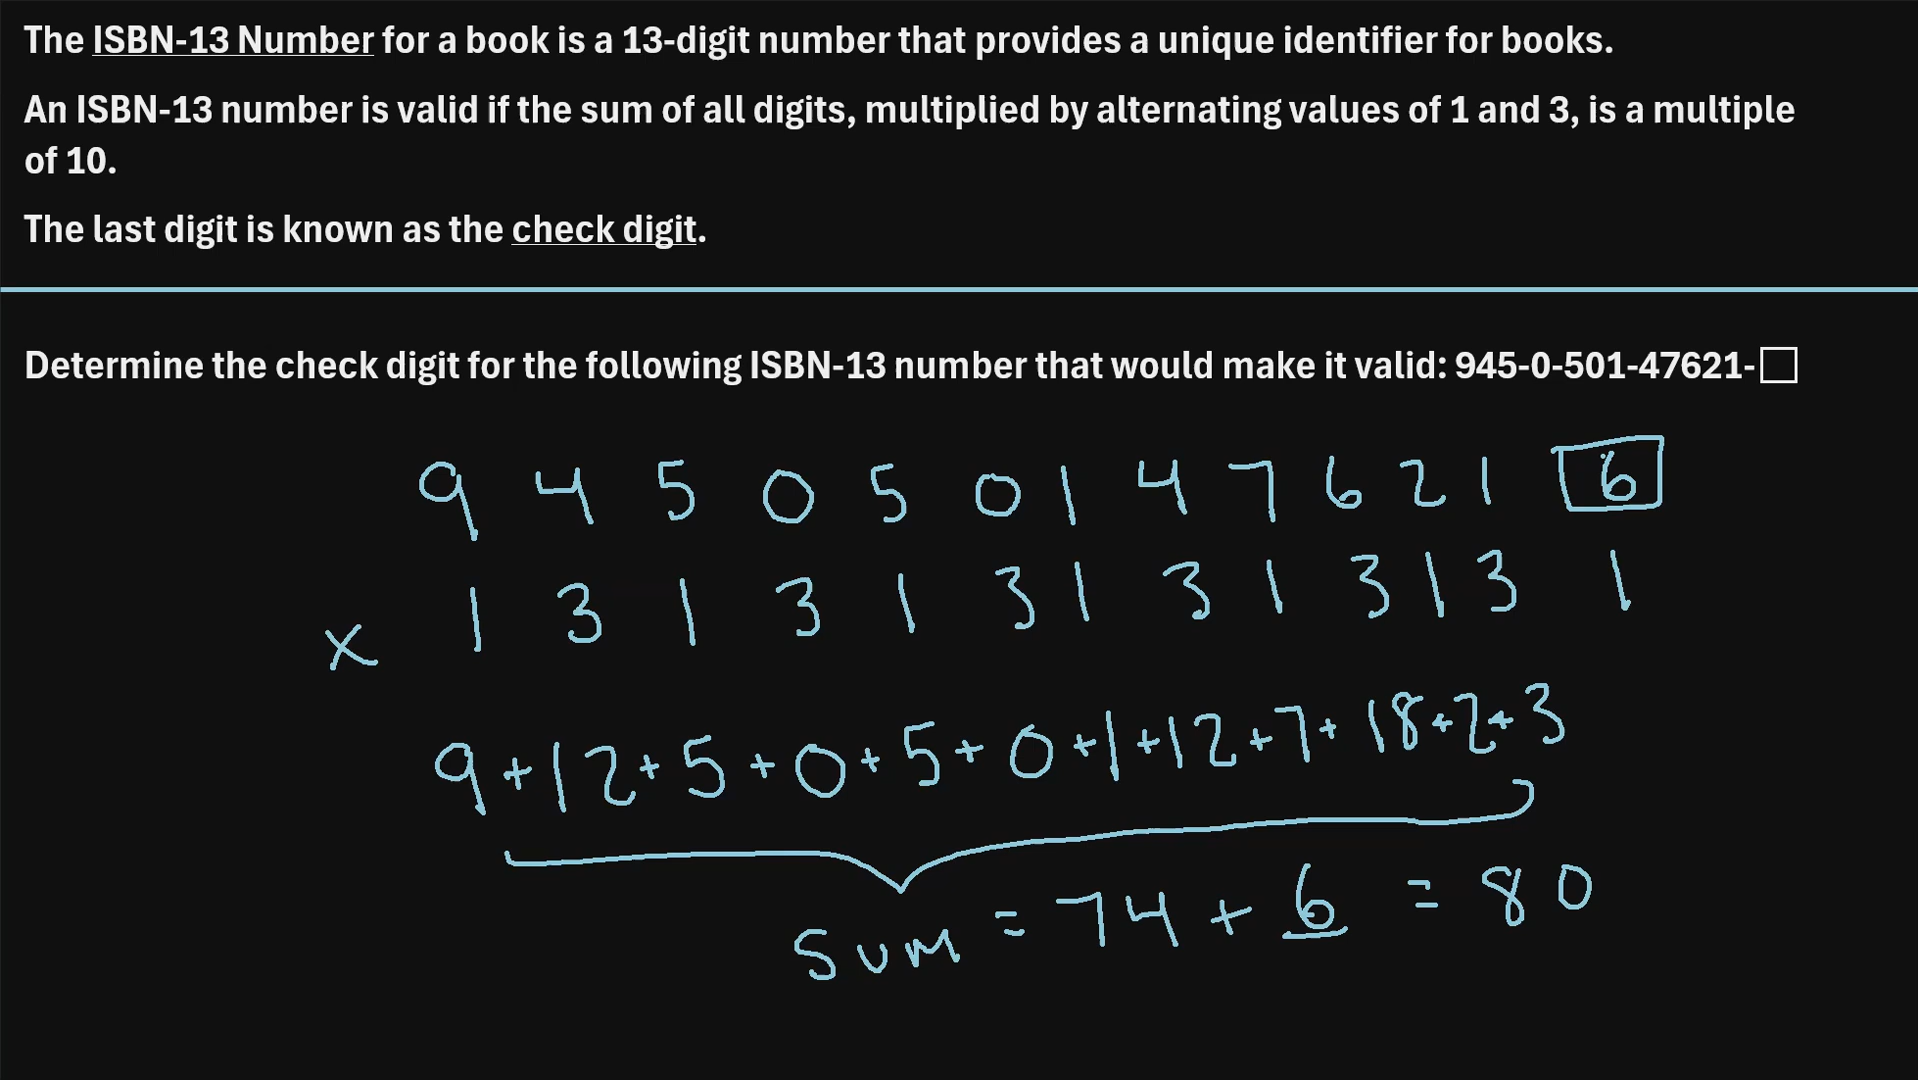 The ISBN-13 Number for a book is a 13-digit number that provides a unique identifier for books.
An ISBN-13 number is valid if the sum of all digits, multiplied by alternating values of 1 and 3, is a multiple
of 10.
The last digit is known as the check digit.
Determine the check digit for the following ISBN-13 number that would make it valid: 945-0-501-47621-□
9 4 5 0 5 0 1 4 7 6 2 1 6
x 1 3 1 3 1 3 1 3 1 3 1 3 1
9+12+5+0+5+0+1+12+7+18+2+3
Sum = 74 + 6 = 80